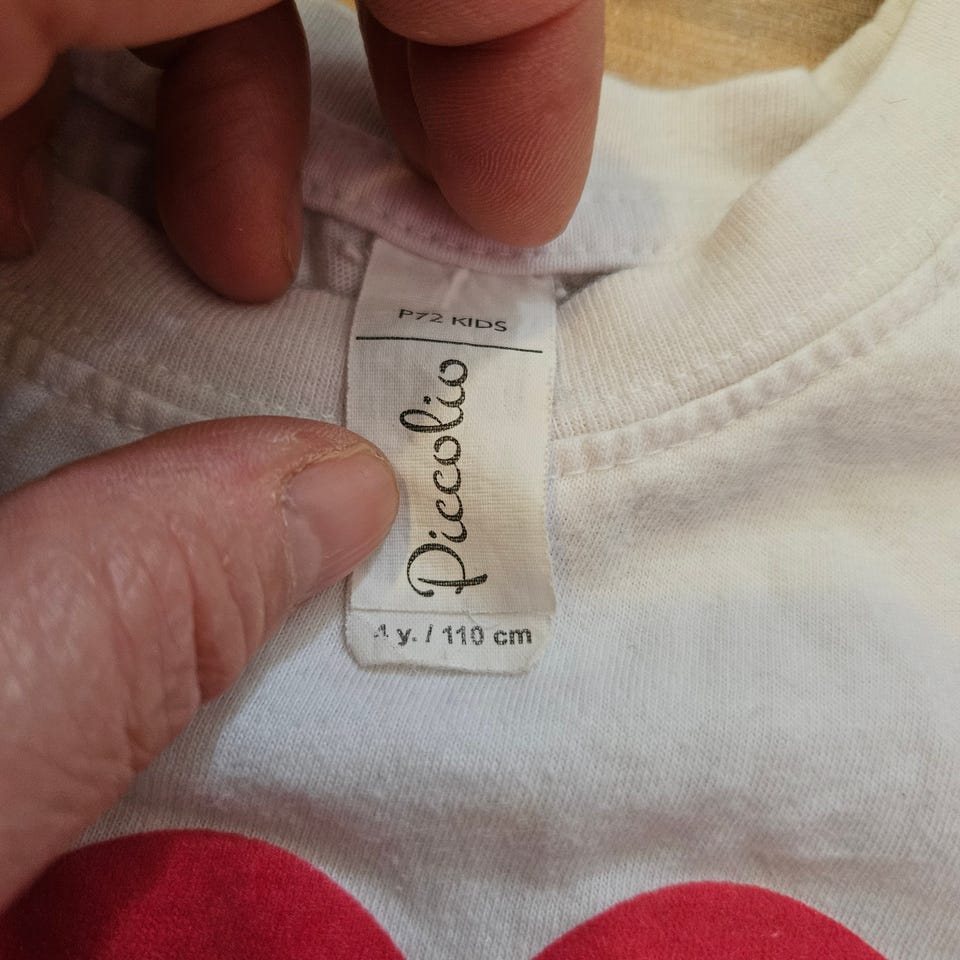 P72 KIDS
Piccolio
4 y. / 110 cm